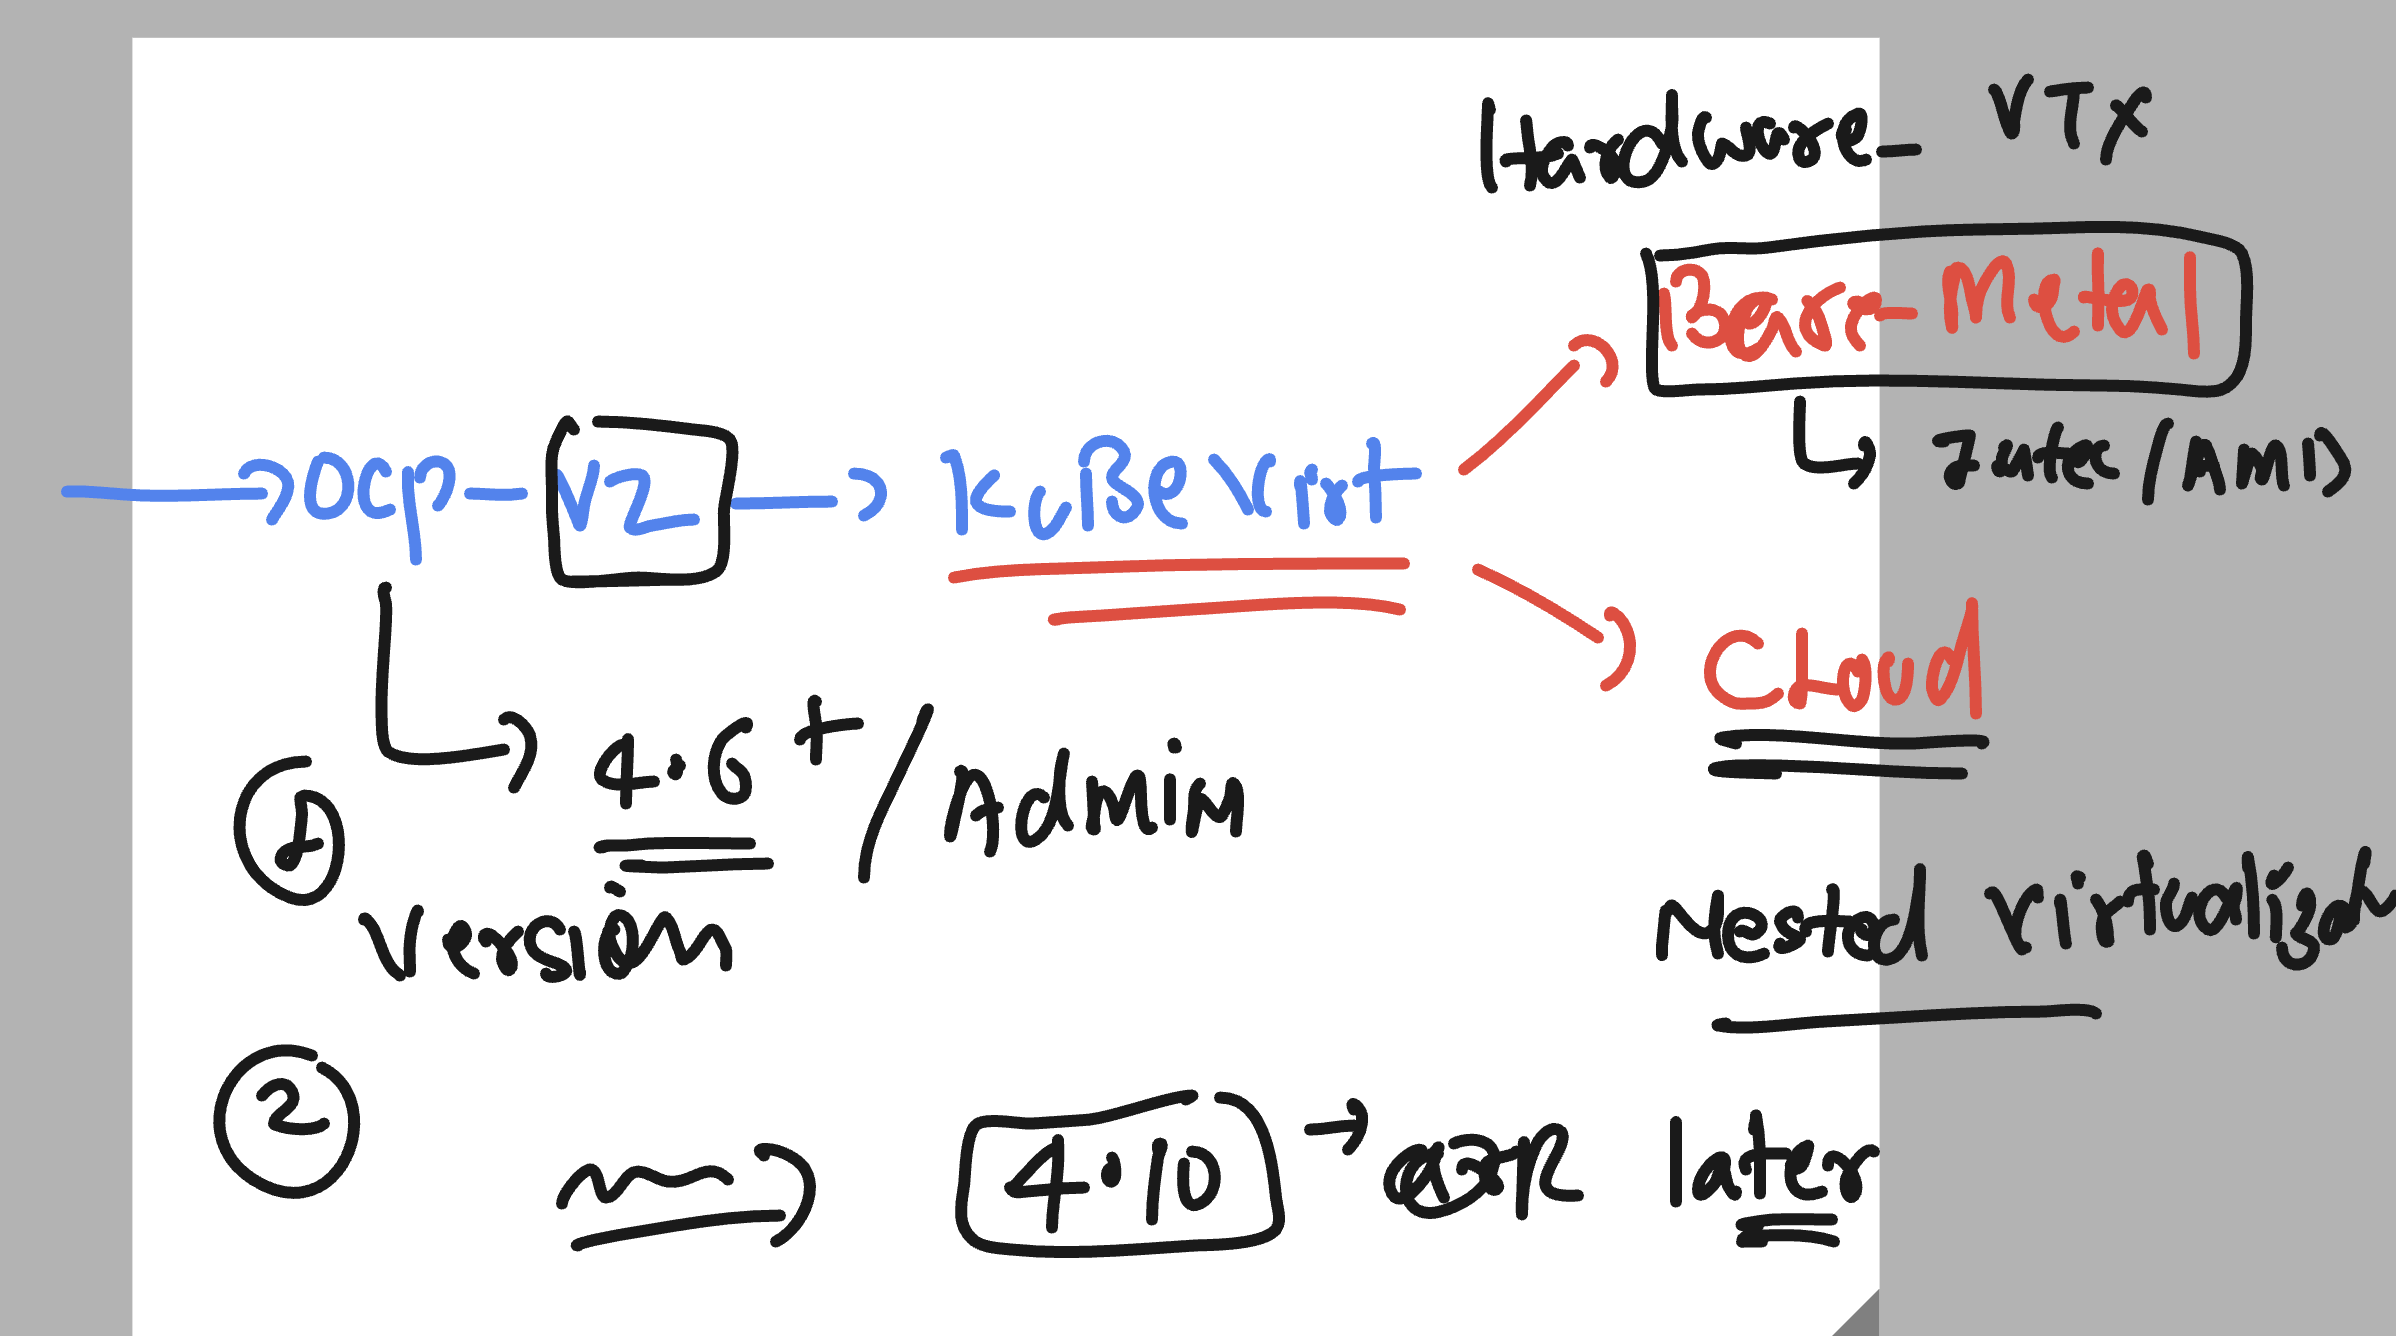 Hardware - VTx
Bare-Metal
OCP - V2 KuBeVirt
Intel / AMD
Cloud
1 4.6+ / Admin
Version
Nested
2 4.10 or later